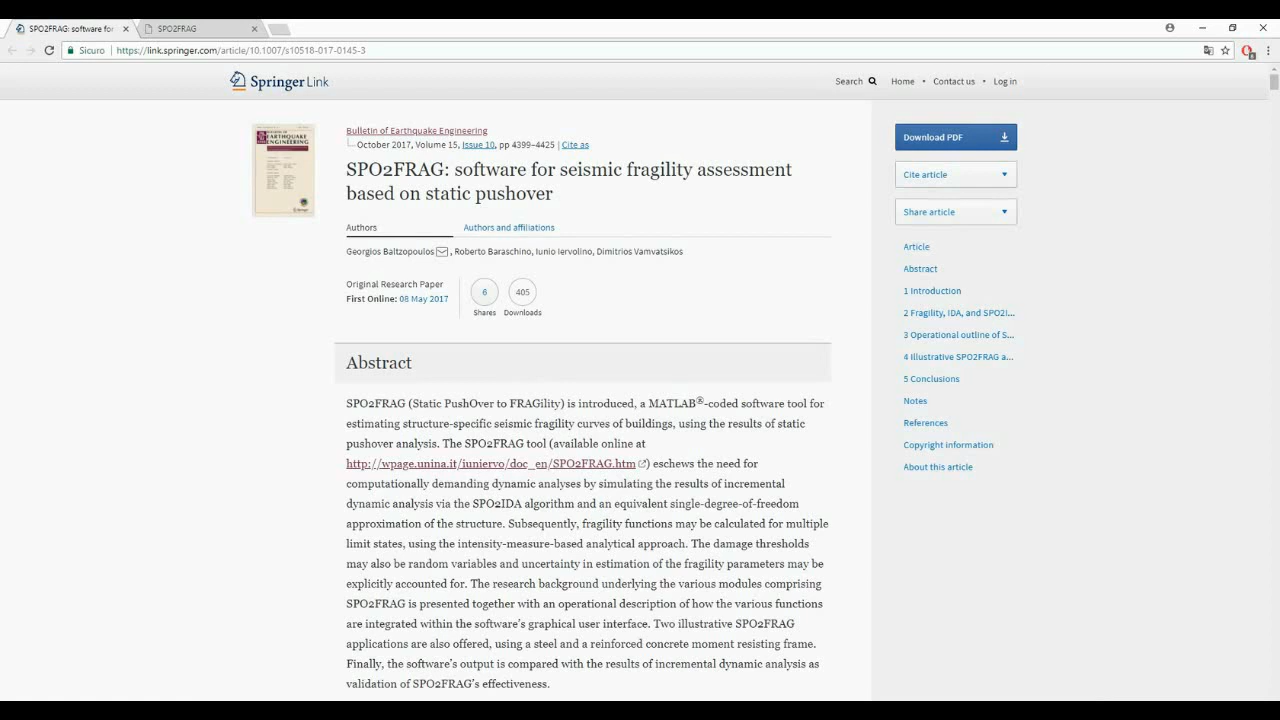 SPO2FRAG: software for
SPO2FRAG
Sicuro
https://link.springer.com/article/10.1007/s10518-017-0145-3
Springer Link
Search
Home • Contact us • Log in
EARTHQUAKE
ENGINEERING
Bulletin of Earthquake Engineering
October 2017, Volume 15, Issue 10, pp 4399–4425 | Cite as
SPO2FRAG: software for seismic fragility assessment
based on static pushover
Authors
Authors and affiliations
Georgios Baltzopoulos, Roberto Baraschino, Iunio Iervolino, Dimitrios Vamvatsikos
Original Research Paper
First Online: 08 May 2017
6
Shares
405
Downloads
Abstract
SPO2FRAG (Static PushOver to FRAGility) is introduced, a MATLAB®-coded software tool for
estimating structure-specific seismic fragility curves of buildings, using the results of static
pushover analysis. The SPO2FRAG tool (available online at
http://wpage.unina.it/iuniervo/doc_en/SPO2FRAG.htm) eschews the need for
computationally demanding dynamic analyses by simulating the results of incremental
dynamic analysis via the SPO2IDA algorithm and an equivalent single-degree-of-freedom
approximation of the structure. Subsequently, fragility functions may be calculated for multiple
limit states, using the intensity-measure-based analytical approach. The damage thresholds
may also be random variables and uncertainty in estimation of the fragility parameters may be
explicitly accounted for. The research background underlying the various modules comprising
SPO2FRAG is presented together with an operational description of how the various functions
are integrated within the software's graphical user interface. Two illustrative SPO2FRAG
applications are also offered, using a steel and a reinforced concrete moment resisting frame.
Finally, the software's output is compared with the results of incremental dynamic analysis as
validation of SPO2FRAG's effectiveness.
Download PDF
Cite article
Share article
Article
Abstract
1 Introduction
2 Fragility, IDA, and SPO2I...
3 Operational outline of S...
4 Illustrative SPO2FRAG a...
5 Conclusions
Notes
References
Copyright information
About this article